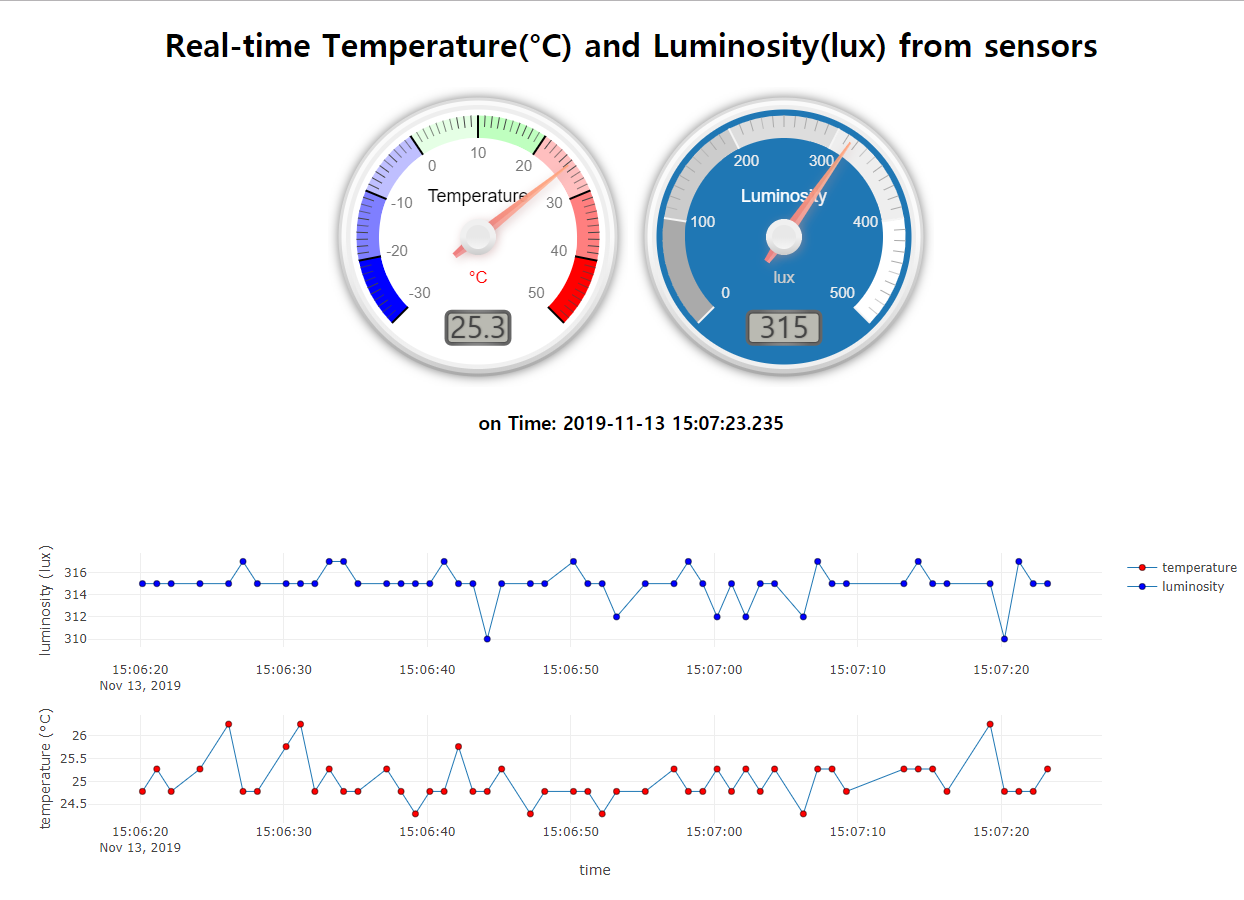 Real-time Temperature(°C) and Luminosity(lux) from sensors
0 10 20
-10 Temperature 30
-20 40
°C
-30 50
25.3
200 300
Luminosity
100 400
lux
0 500
315
on Time: 2019-11-13 15:07:23.235
luminosity (lux)
316
314
312
310
15:06:20 15:06:30 15:06:40 15:06:50 15:07:00 15:07:10 15:07:20
Nov 13, 2019
temperature
luminosity
temperature (°C)
26
25.5
25
24.5
15:06:20 15:06:30 15:06:40 15:06:50 15:07:00 15:07:10 15:07:20
Nov 13, 2019
time